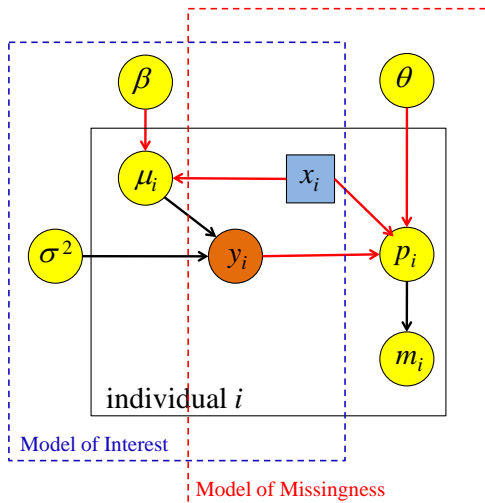 β
θ
μᵢ
xᵢ
σ²
yᵢ
pᵢ
mᵢ
individual i
Model of Interest
Model of Missingness